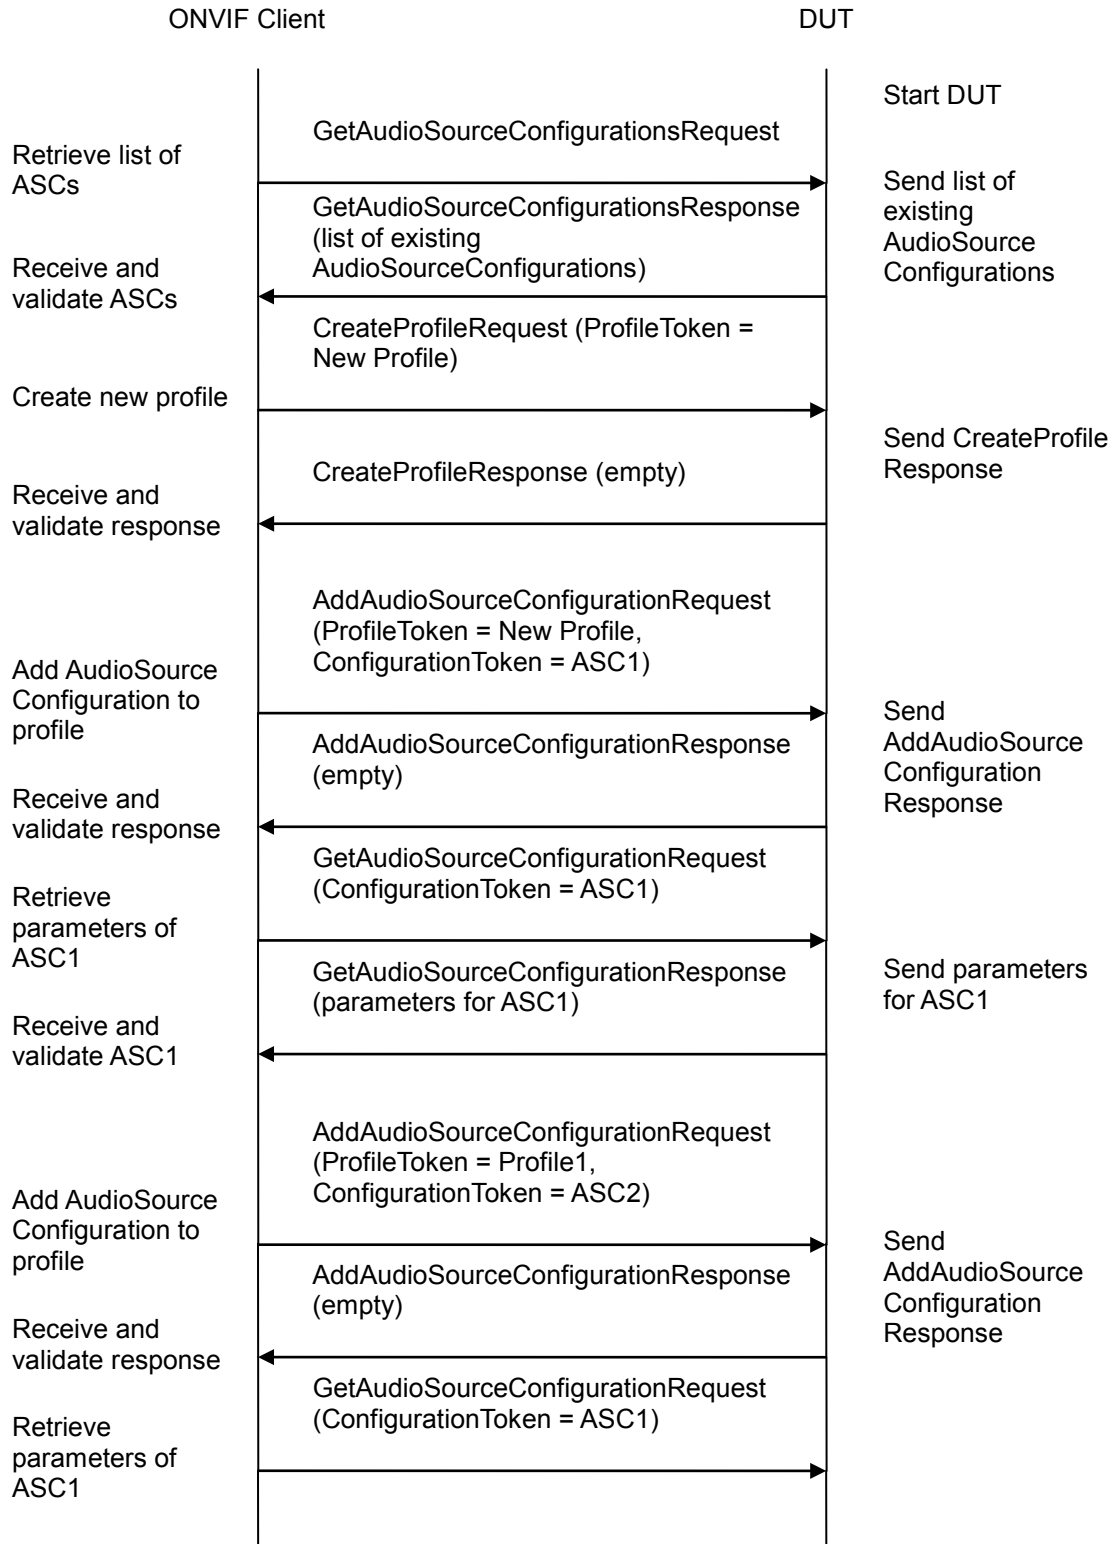 ONVIF Client
DUT
Start DUT
GetAudioSourceConfigurationsRequest
Retrieve list of
ASCs
Send list of
existing
AudioSource
Configurations
GetAudioSourceConfigurationsResponse
(list of existing
AudioSourceConfigurations)
Receive and
validate ASCs
CreateProfileRequest (ProfileToken =
New Profile)
Create new profile
Send CreateProfile
Response
CreateProfileResponse (empty)
Receive and
validate response
AddAudioSourceConfigurationRequest
(ProfileToken = New Profile,
ConfigurationToken = ASC1)
Add AudioSource
Configuration to
profile
Send
AddAudioSource
Configuration
Response
AddAudioSourceConfigurationResponse
(empty)
Receive and
validate response
GetAudioSourceConfigurationRequest
(ConfigurationToken = ASC1)
Retrieve
parameters of
ASC1
Send parameters
for ASC1
GetAudioSourceConfigurationResponse
(parameters for ASC1)
Receive and
validate ASC1
AddAudioSourceConfigurationRequest
(ProfileToken = Profile1,
ConfigurationToken = ASC2)
Add AudioSource
Configuration to
profile
Send
AddAudioSource
Configuration
Response
AddAudioSourceConfigurationResponse
(empty)
Receive and
validate response
GetAudioSourceConfigurationRequest
(ConfigurationToken = ASC1)
Retrieve
parameters of
ASC1